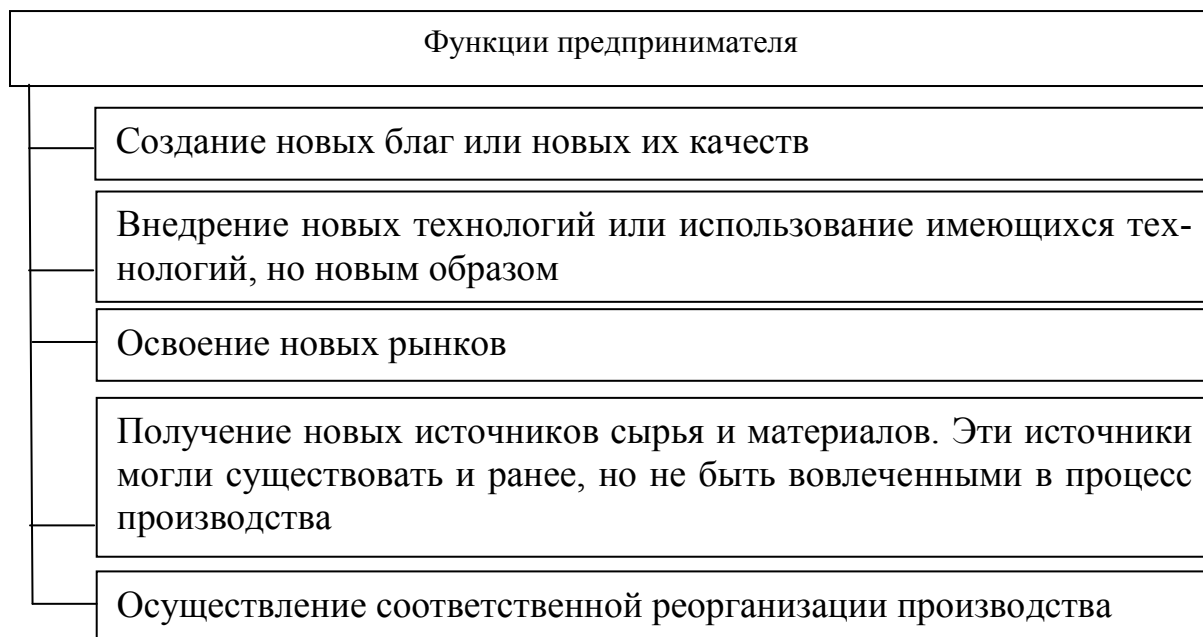 Функции предпринимателя
Создание новых благ или новых их качеств
Внедрение новых технологий или использование имеющихся тех-
нологий, но новым образом
Освоение новых рынков
Получение новых источников сырья и материалов. Эти источники
могли существовать и ранее, но не быть вовлеченными в процесс
производства
Осуществление соответственной реорганизации производства